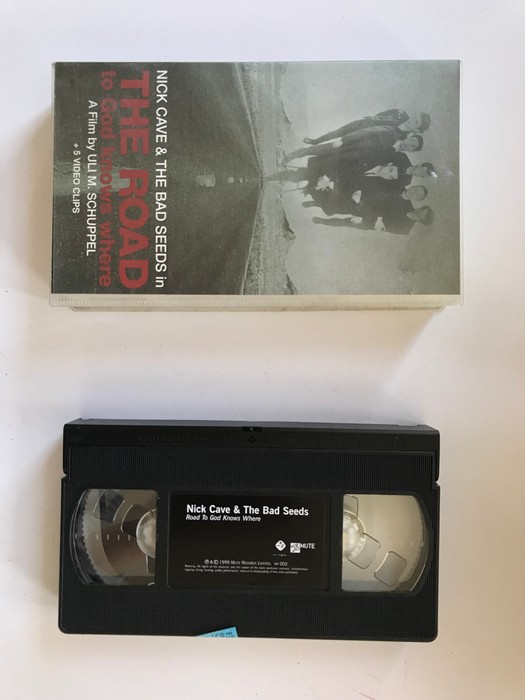 NICK CAVE & THE BAD SEEDS in
THE ROAD
to God knows where
A Film by ULI M. SCHUPPEL
+ 5 VIDEO CLIPS
Nick Cave & The Bad Seeds
Road To God Knows Where
MUTE